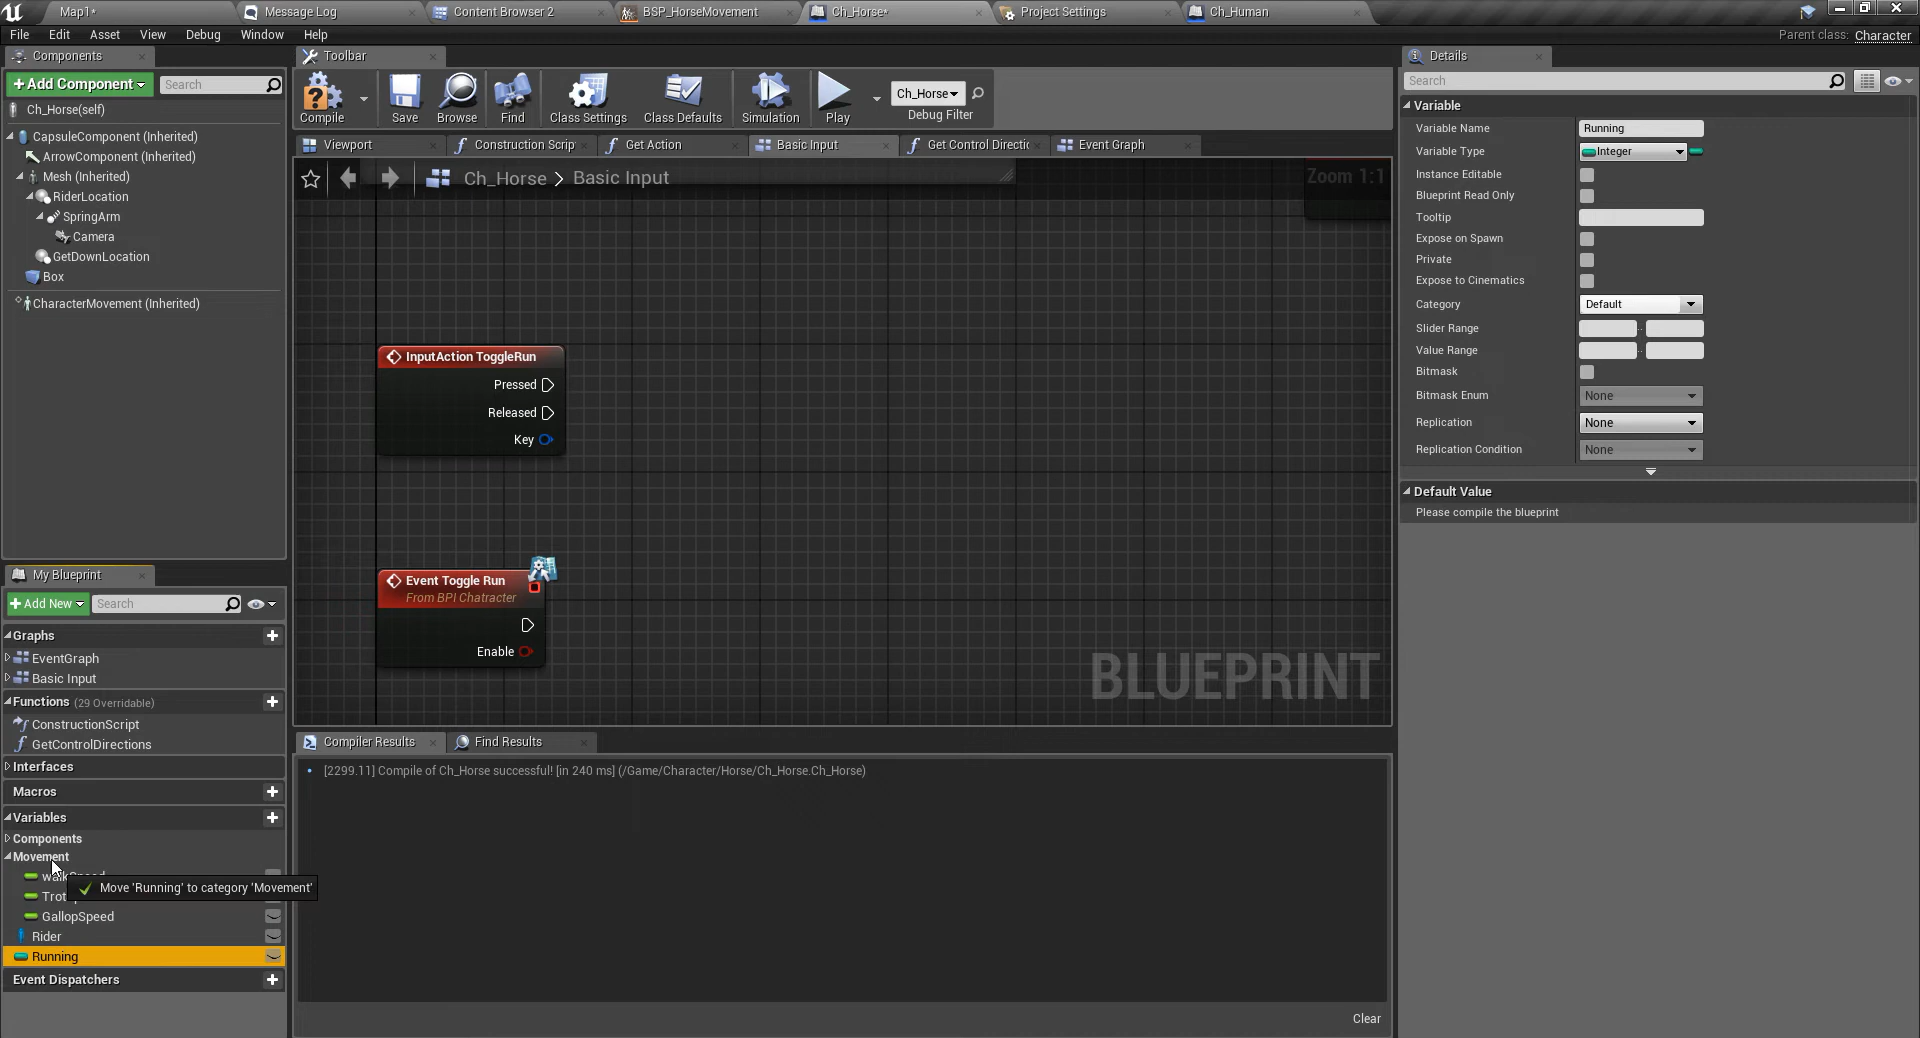 Map1*
Message Log
Content Browser 2
BSP_HorseMovement
Ch_Horse*
Project Settings
Ch_Human
File Edit Asset View Debug Window Help
Parent class: Character
Components
Toolbar
Details
+Add Component
Search
Ch_Horse(self)
CapsuleComponent (Inherited)
ArrowComponent (Inherited)
Mesh (Inherited)
RiderLocation
SpringArm
Camera
GetDownLocation
Box
CharacterMovement (Inherited)
Compile
Save
Browse
Find
Class Settings
Class Defaults
Simulation
Play
Ch_Horse
Debug Filter
Viewport
Construction Scrip
Get Action
Basic Input
Get Control Directic
Event Graph
Ch_Horse > Basic Input
Zoom 1:1
InputAction ToggleRun
Pressed
Released
Key
Event Toggle Run
From BPI Chatracter
Enable
BLUEPRINT
My Blueprint
+Add New
Search
Graphs
EventGraph
Basic Input
Functions (29 Overridable)
ConstructionScript
GetControlDirections
Interfaces
Macros
Variables
Components
Movement
Move 'Running' to category 'Movement'
GallopSpeed
Rider
Running
Event Dispatchers
Compiler Results
Find Results
[2299.11] Compile of Ch_Horse successful! [in 240 ms] (/Game/Character/Horse/Ch_Horse.Ch_Horse)
Clear
Search
Variable
Variable Name Running
Variable Type Integer
Instance Editable
Blueprint Read Only
Tooltip
Expose on Spawn
Private
Expose to Cinematics
Category Default
Slider Range
Value Range
Bitmask
Bitmask Enum None
Replication None
Replication Condition None
Default Value
Please compile the blueprint